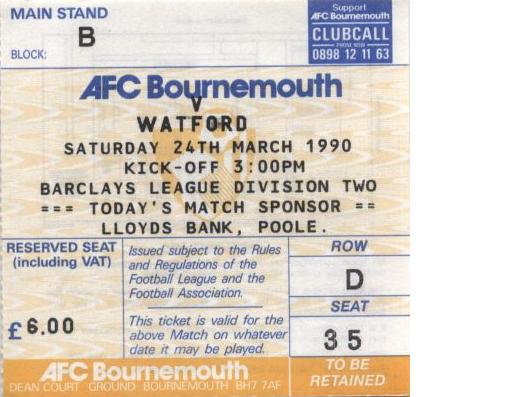 MAIN STAND
B
BLOCK:
Support
AFC Bournemouth
CLUBCALL
PHONE NOW
0898 12 11 63
AFC Bournemouth
V
WATFORD
SATURDAY 24TH MARCH 1990
KICK-OFF 3:00PM
BARCLAYS LEAGUE DIVISION TWO
=== TODAY'S MATCH SPONSOR ==
LLOYDS BANK, POOLE.
RESERVED SEAT
(including VAT)
£6.00
Issued subject to the Rules
and Regulations of the
Football League and the
Football Association.
This ticket is valid for the
above Match on whatever
date it may be played.
ROW
D
SEAT
35
AFC Bournemouth
DEAN COURT GROUND BOURNEMOUTH BH7 7AF
TO BE
RETAINED